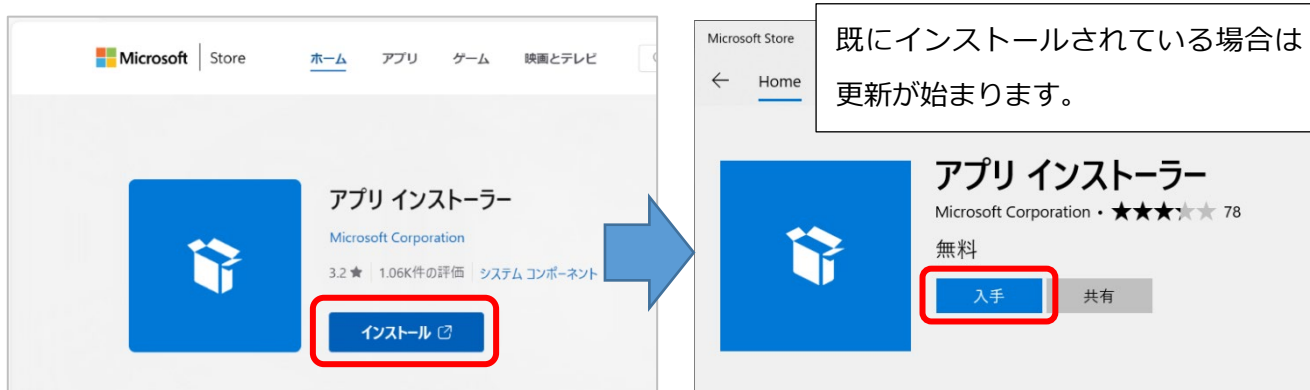 Microsoft Store ホーム アプリ ゲーム 映画とテレビ
アプリ インストーラー
Microsoft Corporation
3.2 ★ 1.06K件の評価 システム コンポーネント
インストール
Microsoft Store
Home
既にインストールされている場合は
更新が始まります。
アプリ インストーラー
Microsoft Corporation • ★★★★★ 78
無料
入手 共有